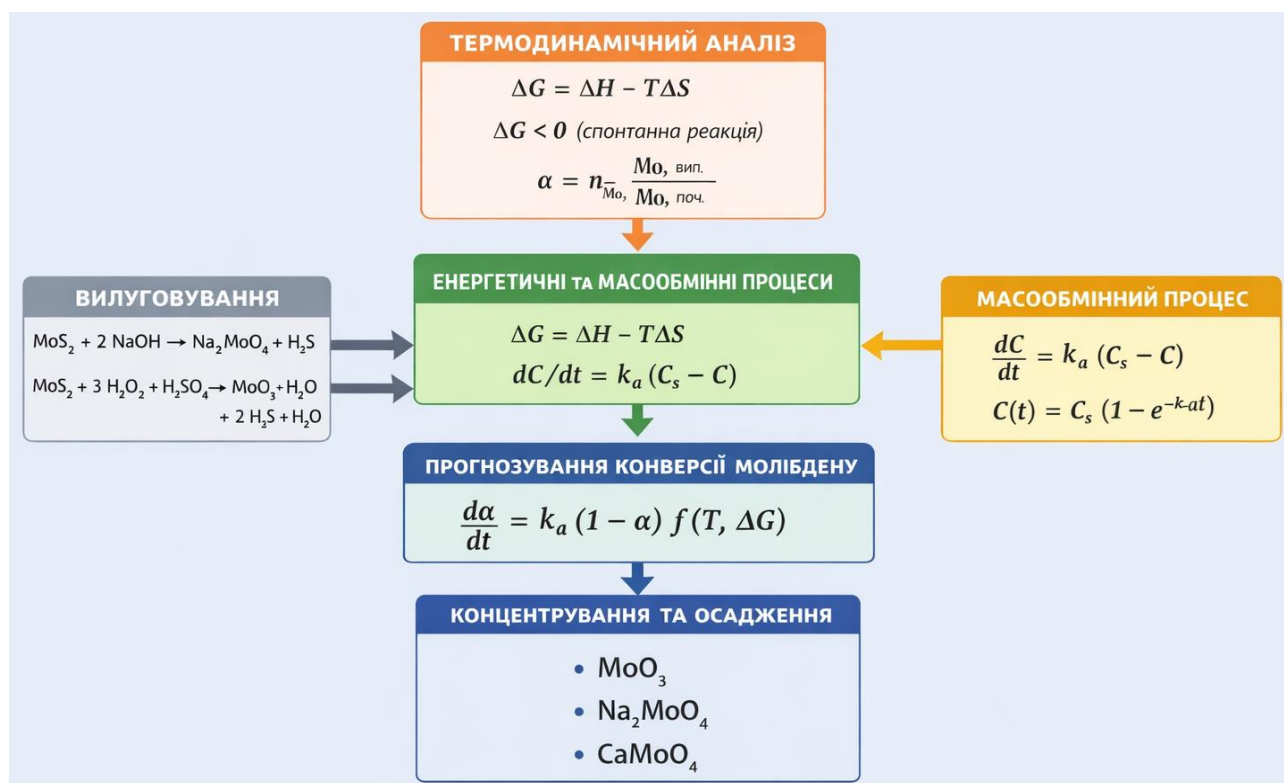 ТЕРМОДИНАМІЧНИЙ АНАЛІЗ
ΔG = ΔH − TΔS
ΔG < 0 (спонтанна реакція)
α = n_M̅o, Mo, вип. / Mo, поч.
ВИЛУГОВУВАННЯ
MoS₂ + 2 NaOH → Na₂MoO₄ + H₂S
MoS₂ + 3 H₂O₂ + H₂SO₄→ MoO₃+H₂O
+ 2 H₂S + H₂O
ЕНЕРГЕТИЧНІ ТА МАСООБМІННІ ПРОЦЕСИ
ΔG = ΔH − TΔS
dC/dt = kₐ (Cₛ − C)
МАСООБМІННИЙ ПРОЦЕС
dC/dt = kₐ (Cₛ − C)
C(t) = Cₛ (1 − e^−k-at)
ПРОГНОЗУВАННЯ КОНВЕРСІЇ МОЛІБДЕНУ
dα/dt = kₐ (1 − α) f(T, ΔG)
КОНЦЕНТРУВАННЯ ТА ОСАДЖЕННЯ
• MoO₃
• Na₂MoO₄
• CaMoO₄